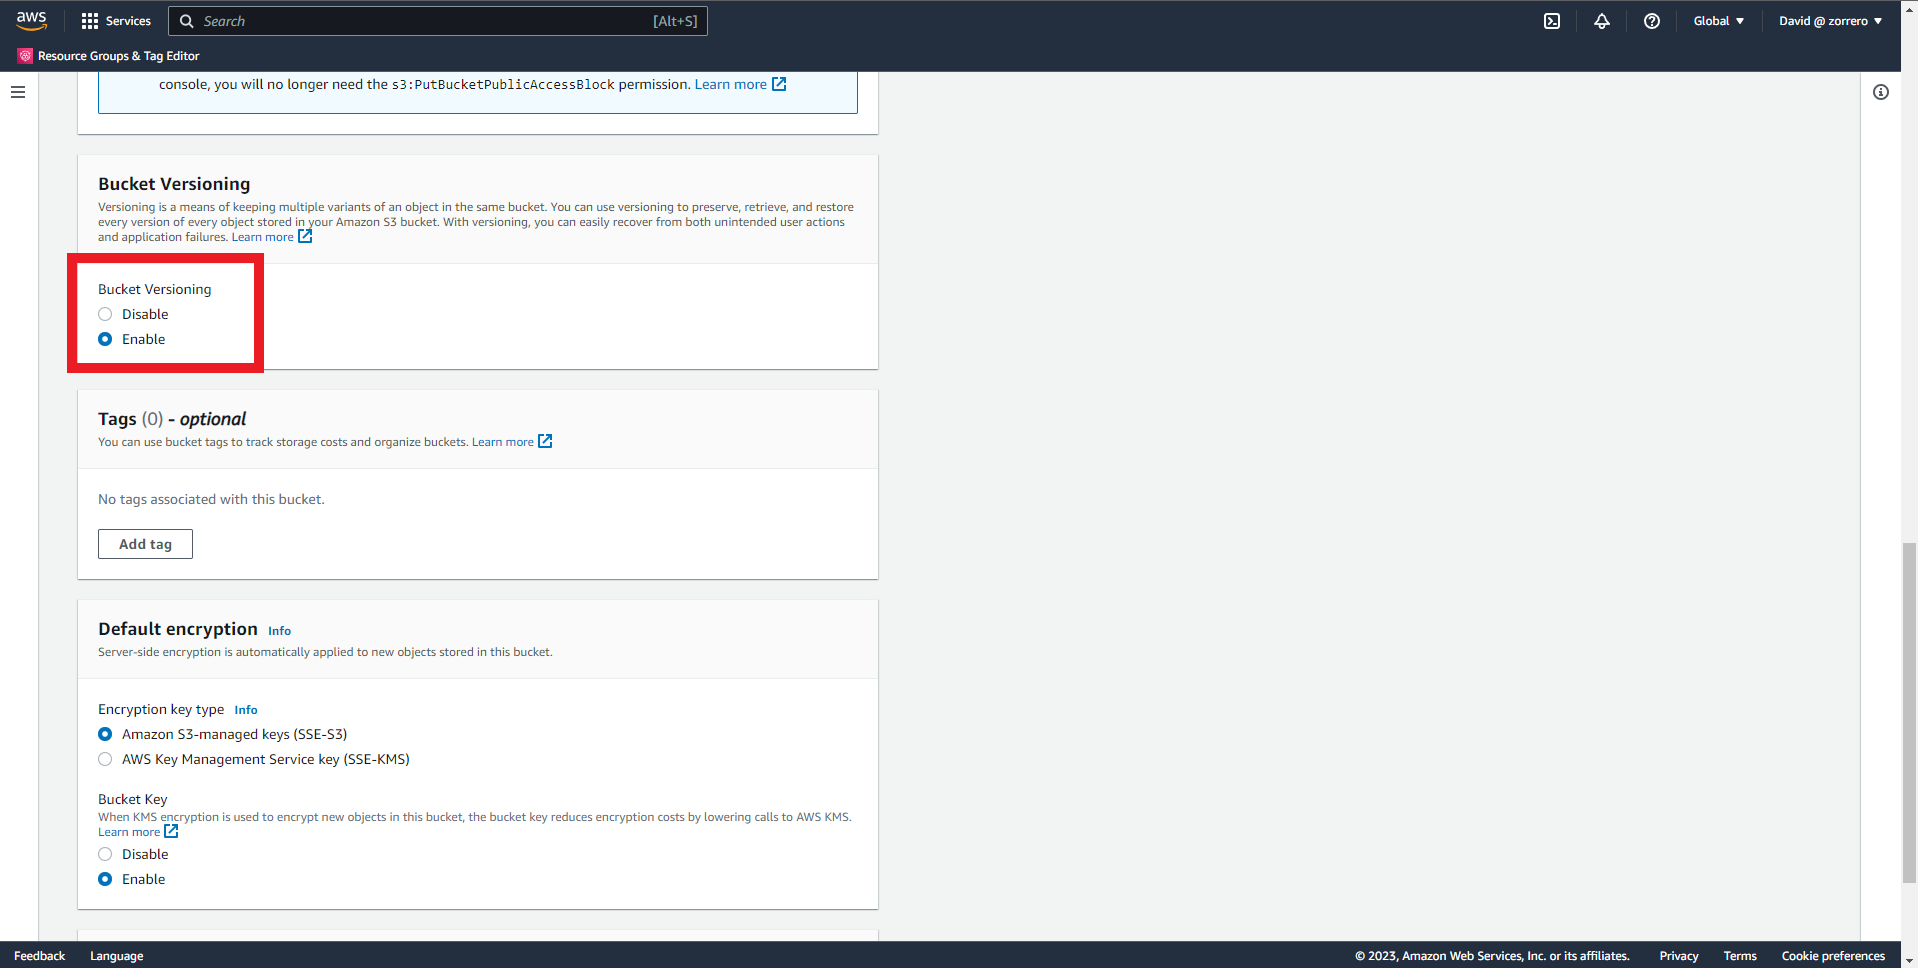 aws
Services
Search [Alt+S]
Global
David @ zorrero
Resource Groups & Tag Editor
console, you will no longer need the s3:PutBucketPublicAccessBlock permission. Learn more
Bucket Versioning
Versioning is a means of keeping multiple variants of an object in the same bucket. You can use versioning to preserve, retrieve, and restore
every version of every object stored in your Amazon S3 bucket. With versioning, you can easily recover from both unintended user actions
and application failures. Learn more
Bucket Versioning
Disable
Enable
Tags (0) - optional
You can use bucket tags to track storage costs and organize buckets. Learn more
No tags associated with this bucket.
Add tag
Default encryption Info
Server-side encryption is automatically applied to new objects stored in this bucket.
Encryption key type Info
Amazon S3-managed keys (SSE-S3)
AWS Key Management Service key (SSE-KMS)
Bucket Key
When KMS encryption is used to encrypt new objects in this bucket, the bucket key reduces encryption costs by lowering calls to AWS KMS.
Learn more
Disable
Enable
Feedback
Language
© 2023, Amazon Web Services, Inc. or its affiliates.
Privacy
Terms
Cookie preferences